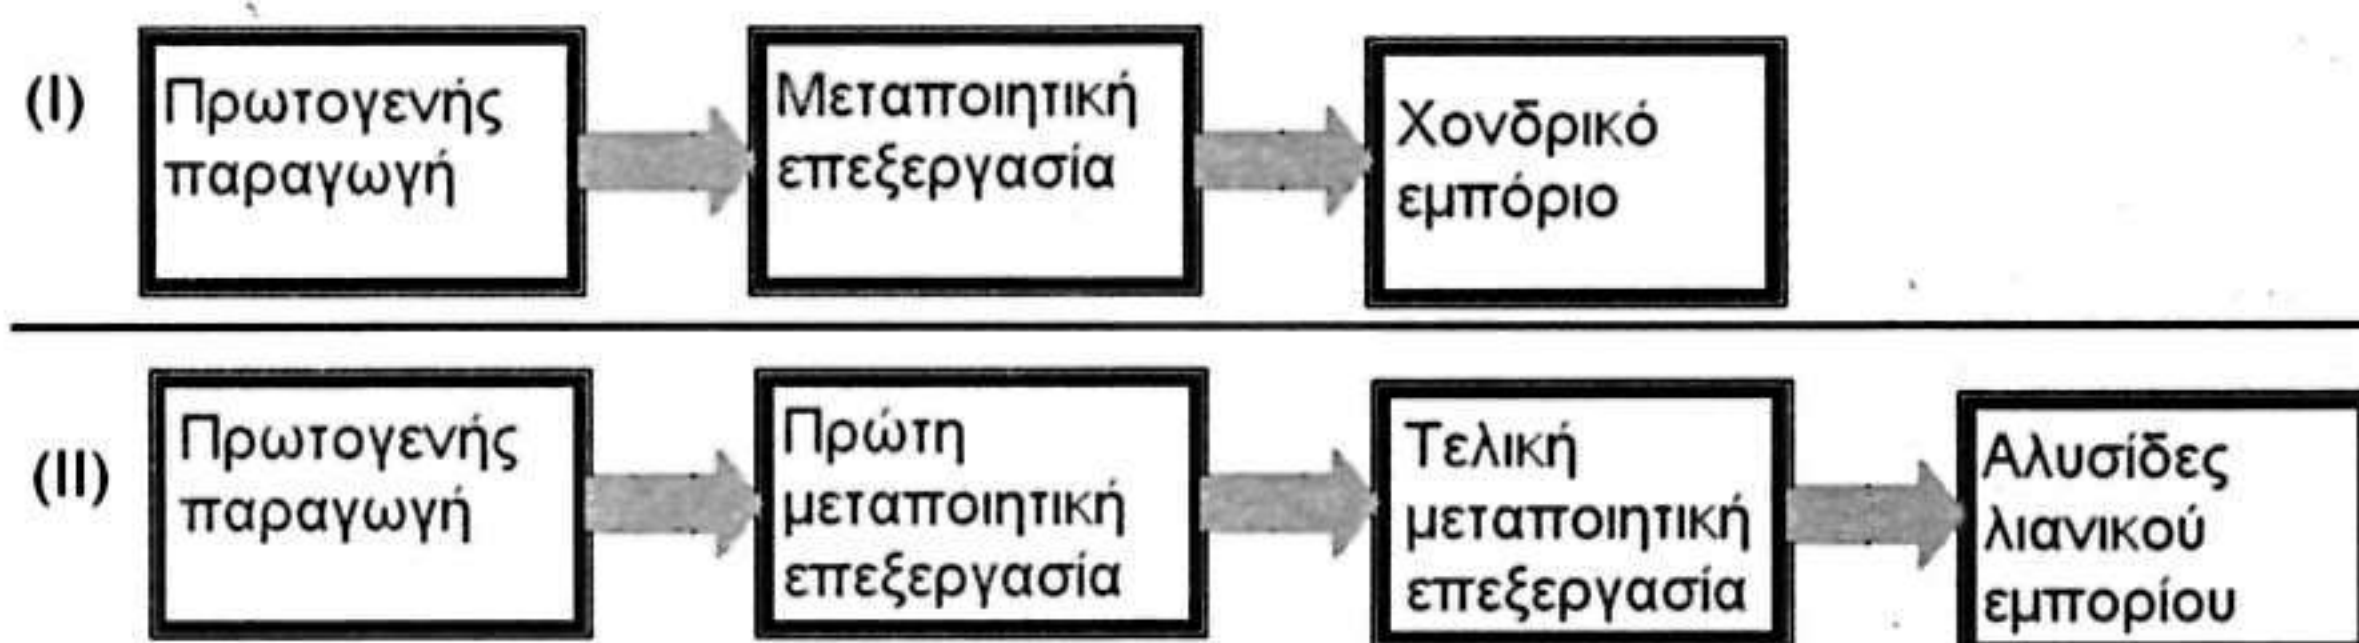 (I)
Πρωτογενής
παραγωγή
Μεταποιητική
επεξεργασία
Χονδρικό
εμπόριο
(II)
Πρωτογενής
παραγωγή
Πρώτη
μεταποιητική
επεξεργασία
Τελική
μεταποιητική
επεξεργασία
Αλυσίδες
λιανικού
εμπορίου